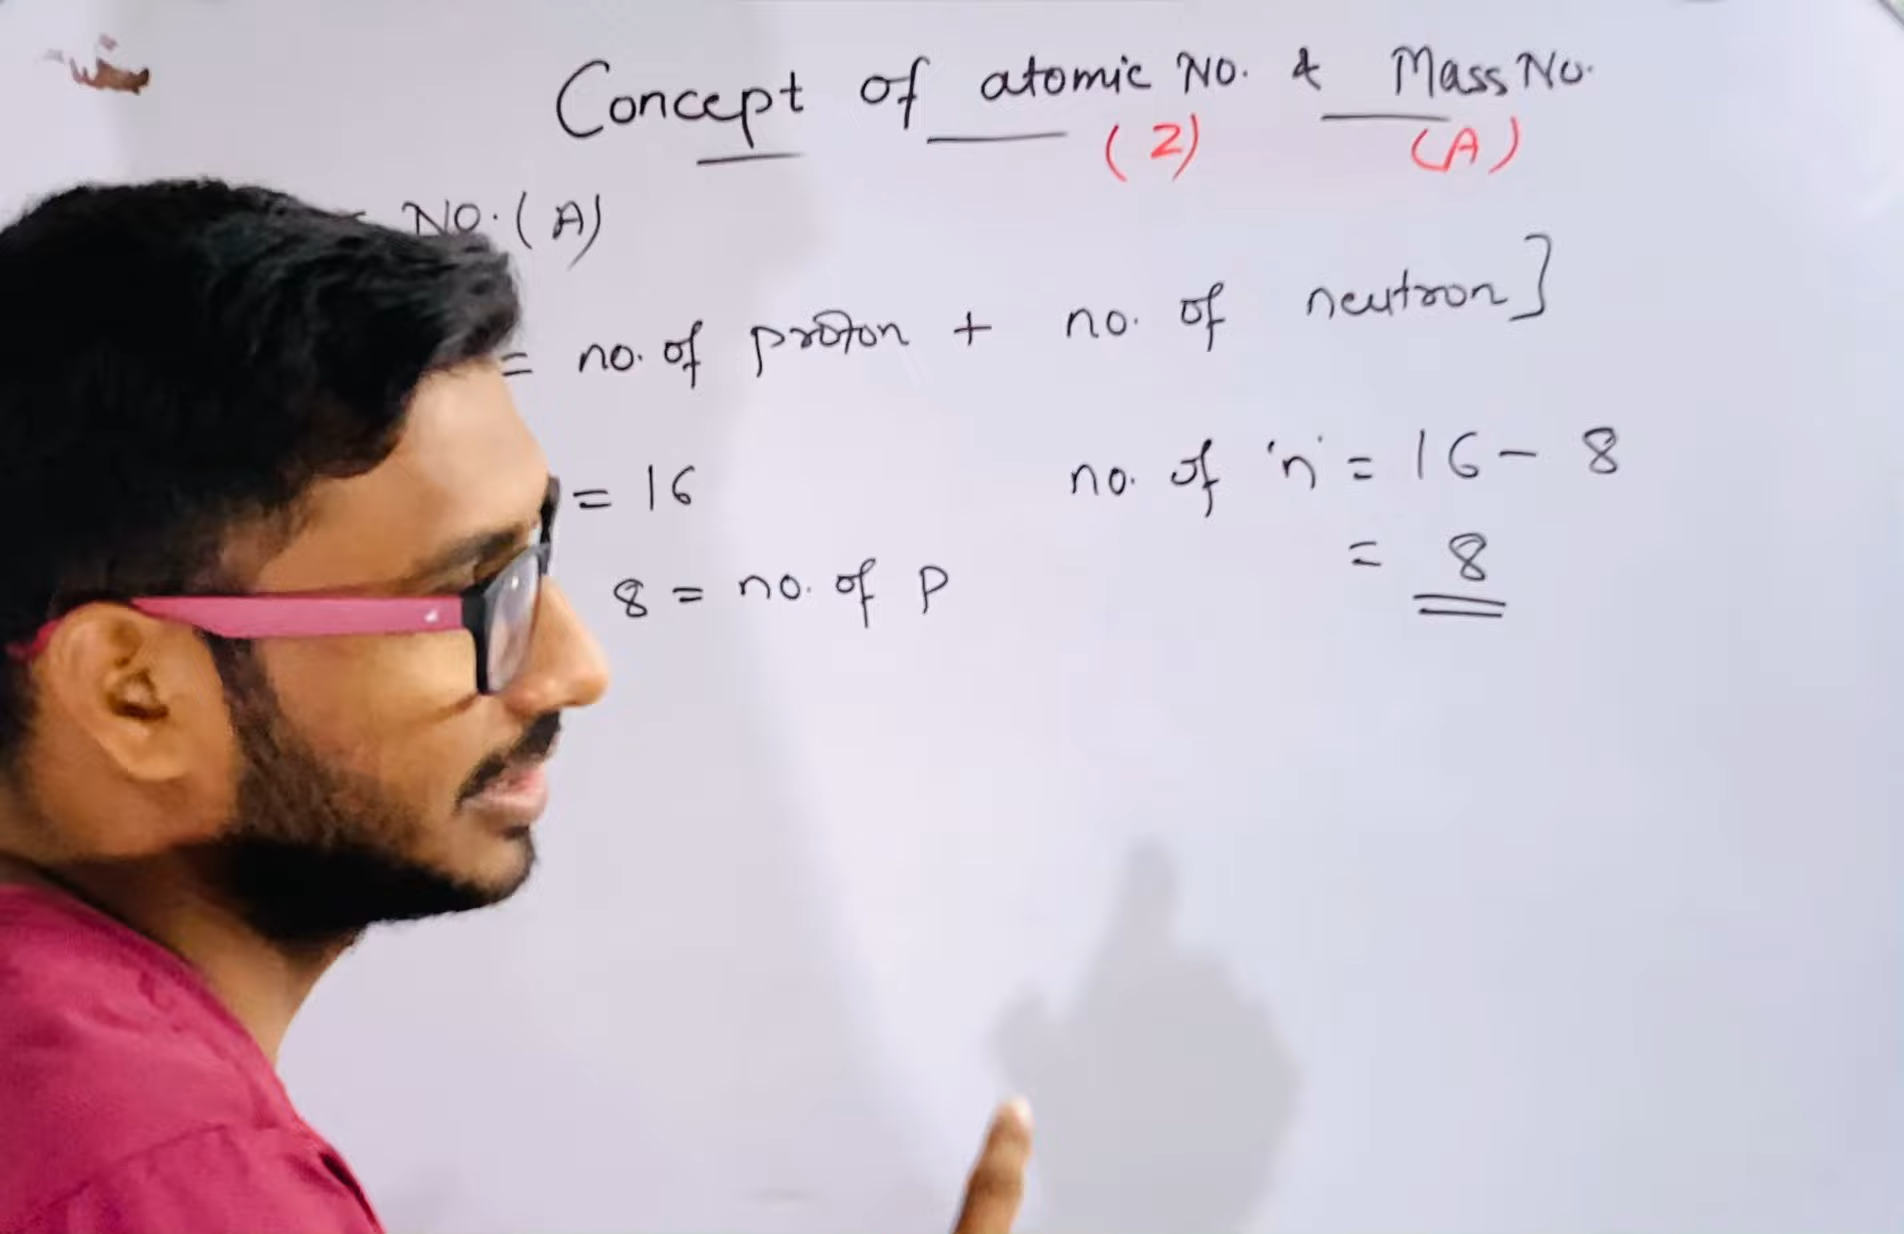 Concept of atomic No. & Mass No.
(Z) (A)
No. (A)
= no. of proton + no. of neutron]
= 16 no. of 'n' = 16 - 8
= 8
8 = no. of p